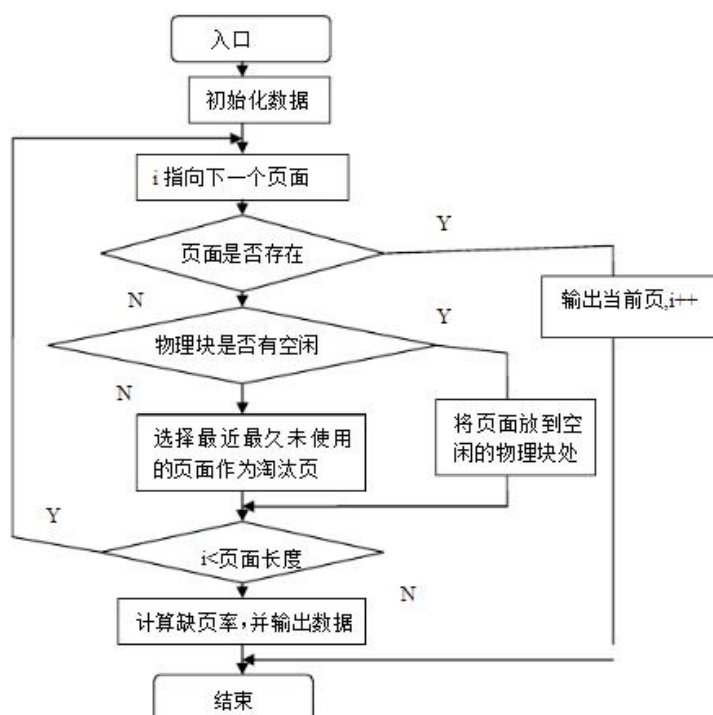 入口
初始化数据
i 指向下一个页面
Y
页面是否存在
输出当前页,i++
N
Y
物理块是否有空闲
N
选择最近最久未使用
的页面作为淘汰页
将页面放到空
闲的物理块处
Y
i<页面长度
N
计算缺页率，并输出数据
结束